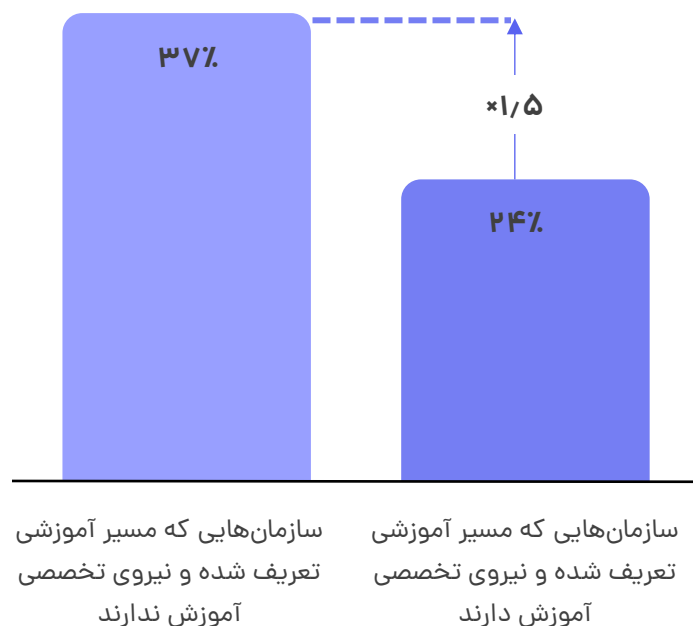 ۳۷٪
×۱/۵
۲۴٪
سازمان‌هایی که مسیر آموزشی
تعریف شده و نیروی تخصصی
آموزش دارند
سازمان‌هایی که مسیر آموزشی
تعریف شده و نیروی تخصصی
آموزش ندارند